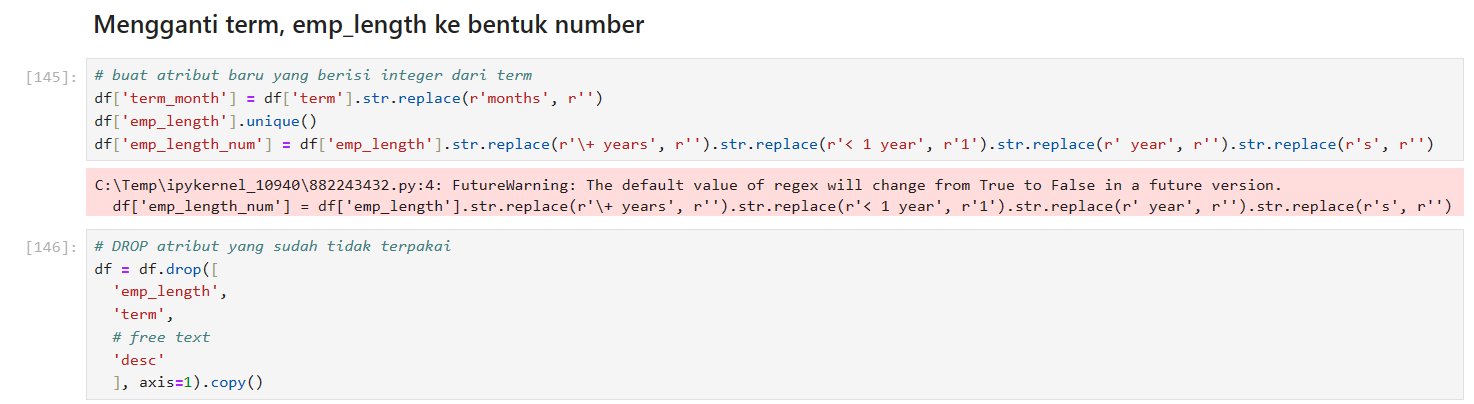 Mengganti term, emp_length ke bentuk number
[145]:
# buat atribut baru yang berisi integer dari term
df['term_month'] = df['term'].str.replace(r'months', r'')
df['emp_length'].unique()
df['emp_length_num'] = df['emp_length'].str.replace(r'\+ years', r'').str.replace(r'< 1 year', r'1').str.replace(r' year', r'').str.replace(r's', r'')
C:\Temp\ipykernel_10940\882243432.py:4: FutureWarning: The default value of regex will change from True to False in a future version.
  df['emp_length_num'] = df['emp_length'].str.replace(r'\+ years', r'').str.replace(r'< 1 year', r'1').str.replace(r' year', r'').str.replace(r's', r'')
[146]:
# DROP atribut yang sudah tidak terpakai
df = df.drop([
  'emp_length',
  'term',
  # free text
  'desc'
  ], axis=1).copy()